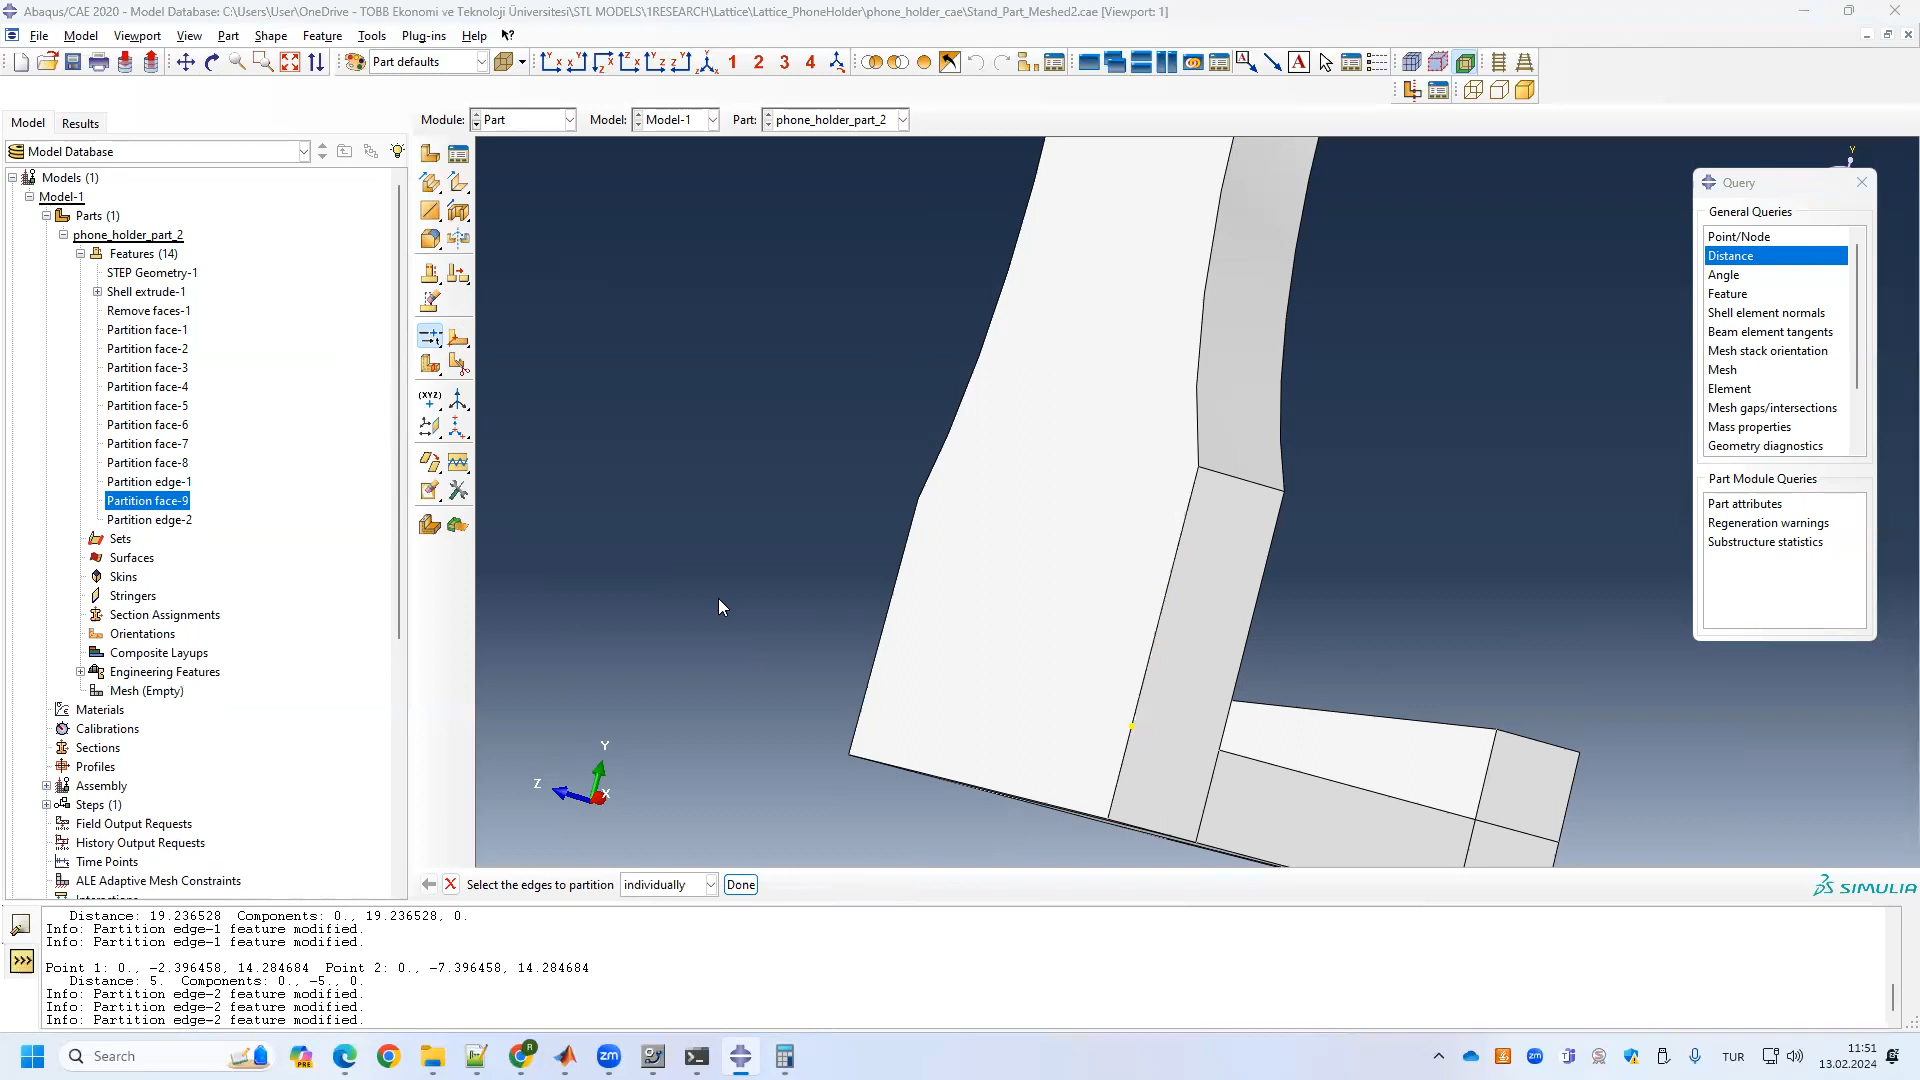 Abaqus/CAE 2020 - Model Database: C:\Users\User\OneDrive - TOBB Ekonomi ve Teknoloji Üniversitesi\STL MODELS\1RESEARCH\Lattice\Lattice_PhoneHolder\phone_holder_cae\Stand_Part_Meshed2.cae [Viewport: 1]
File Model Viewport View Part Shape Feature Tools Plug-ins Help
Part defaults
1 2 3 4
Model Results
Module: Part Model: Model-1 Part: phone_holder_part_2
Model Database
Models (1)
Model-1
Parts (1)
phone_holder_part_2
Features (14)
STEP Geometry-1
Shell extrude-1
Remove faces-1
Partition face-1
Partition face-2
Partition face-3
Partition face-4
Partition face-5
Partition face-6
Partition face-7
Partition face-8
Partition edge-1
Partition face-9
Partition edge-2
Sets
Surfaces
Skins
Stringers
Section Assignments
Orientations
Composite Layups
Engineering Features
Mesh (Empty)
Materials
Calibrations
Sections
Profiles
Assembly
Steps (1)
Field Output Requests
History Output Requests
Time Points
ALE Adaptive Mesh Constraints
(XYZ)
Y
Z
X
Y
Query
General Queries
Point/Node
Distance
Angle
Feature
Shell element normals
Beam element tangents
Mesh stack orientation
Mesh
Element
Mesh gaps/intersections
Mass properties
Geometry diagnostics
Part Module Queries
Part attributes
Regeneration warnings
Substructure statistics
Select the edges to partition individually Done
SIMULIA
Distance: 19.236528 Components: 0., 19.236528, 0.
Info: Partition edge-1 feature modified.
Info: Partition edge-1 feature modified.
Point 1: 0., -2.396458, 14.284684 Point 2: 0., -7.396458, 14.284684
Distance: 5. Components: 0., -5., 0.
Info: Partition edge-2 feature modified.
Info: Partition edge-2 feature modified.
Info: Partition edge-2 feature modified.
Search
TUR
11:51
13.02.2024